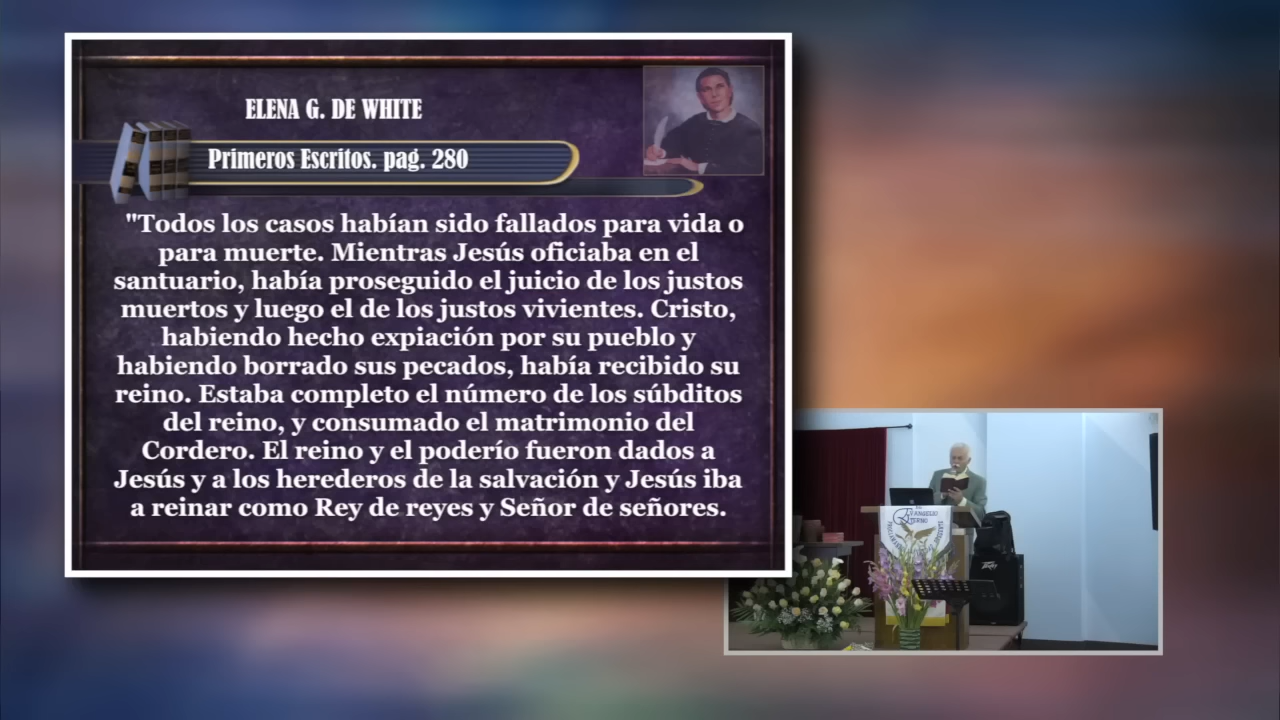 ELENA G. DE WHITE
Primeros Escritos. pag. 280
"Todos los casos habían sido fallados para vida o
para muerte. Mientras Jesús oficiaba en el
santuario, había proseguido el juicio de los justos
muertos y luego el de los justos vivientes. Cristo,
habiendo hecho expiación por su pueblo y
habiendo borrado sus pecados, había recibido su
reino. Estaba completo el número de los súbditos
del reino, y consumado el matrimonio del
Cordero. El reino y el poderío fueron dados a
Jesús y a los herederos de la salvación y Jesús iba
a reinar como Rey de reyes y Señor de señores.
EVANGELIO
ETERNO